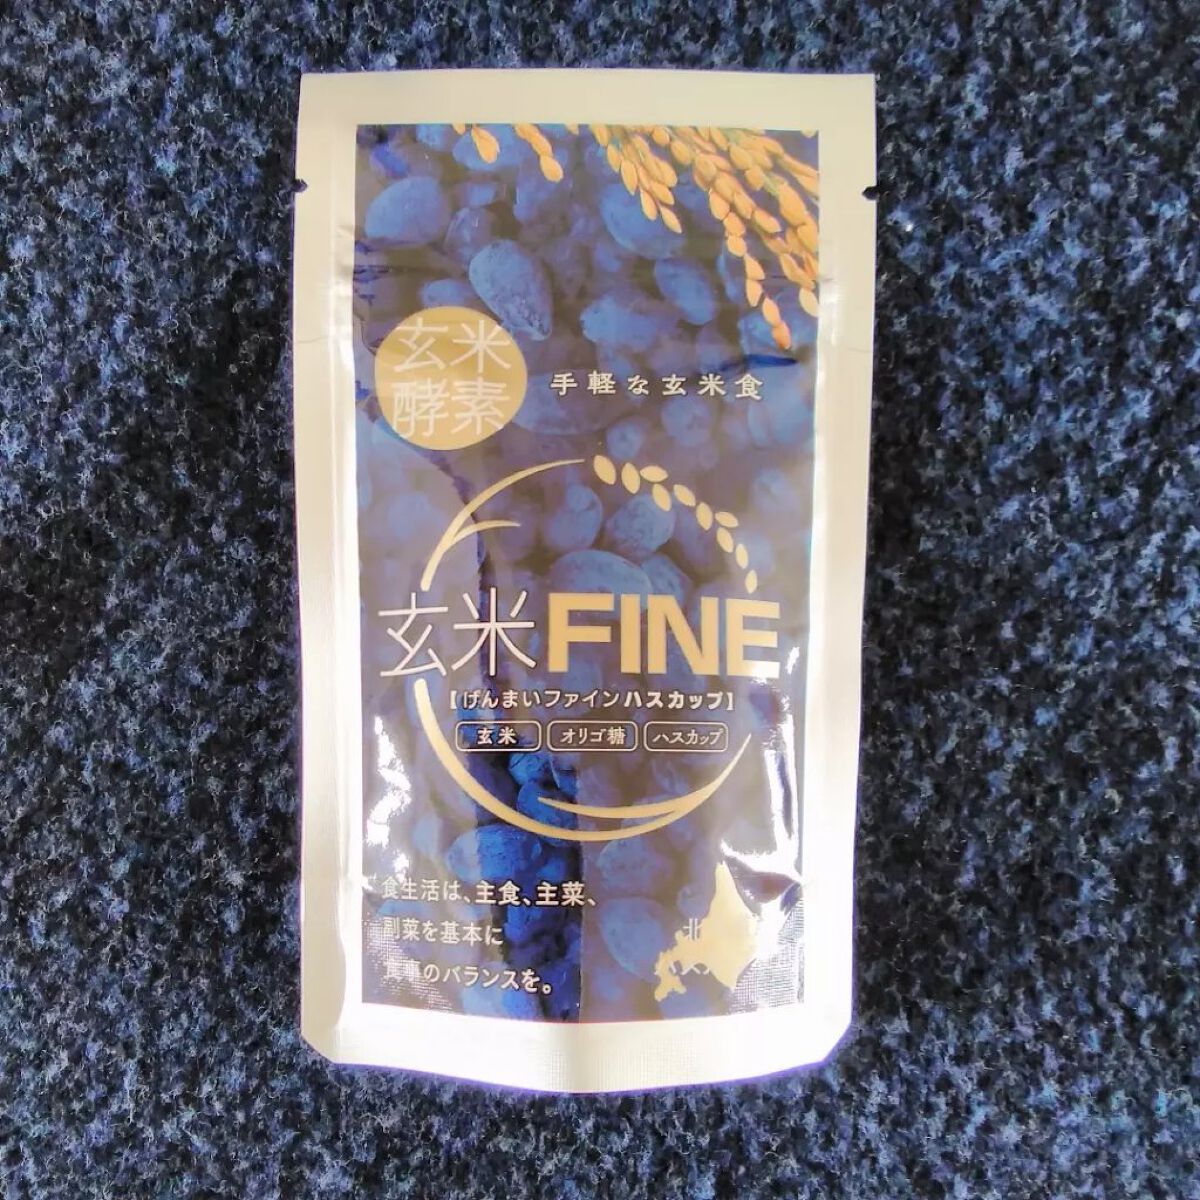 玄米
酵素
手軽な玄米食
玄米FINE
【げんまいファインハスカップ】
玄米 オリゴ糖 ハスカップ
食生活は、主食、主菜、
副菜を基本に
食事のバランスを。
北